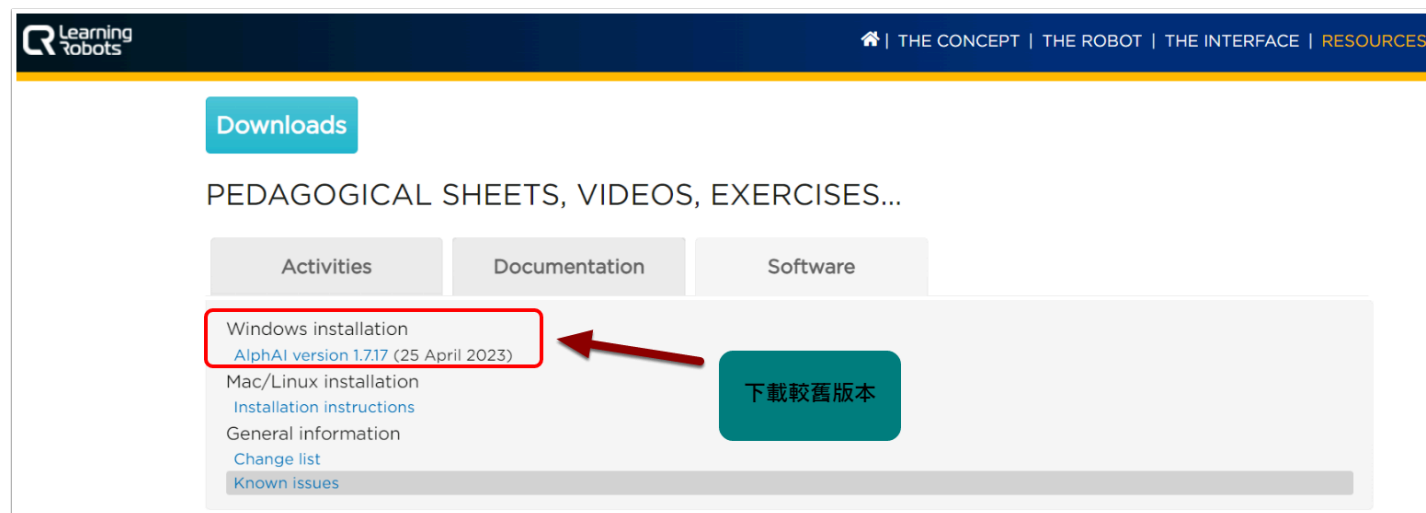 Learning
Robots
| THE CONCEPT | THE ROBOT | THE INTERFACE | RESOURCES
Downloads
PEDAGOGICAL SHEETS, VIDEOS, EXERCISES...
Activities Documentation Software
Windows installation
AlphAI version 1.7.17 (25 April 2023)
Mac/Linux installation
Installation instructions
下載較舊版本
General information
Change list
Known issues